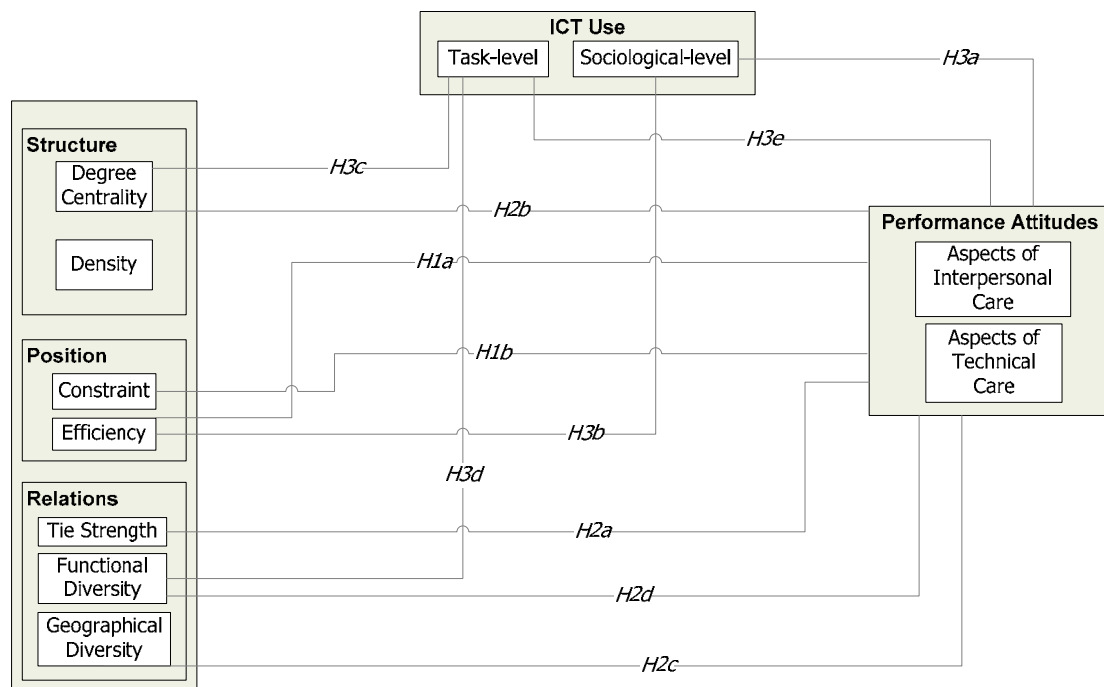 ICT Use
Task-level
Sociological-level
H3a
Structure
Degree
Centrality
H3c
H3e
H2b
Density
H1a
Performance Attitudes
Aspects of
Interpersonal
Care
Aspects of
Technical
Care
Position
Constraint
H1b
Efficiency
H3b
H3d
Relations
Tie Strength
H2a
Functional
Diversity
H2d
Geographical
Diversity
H2c